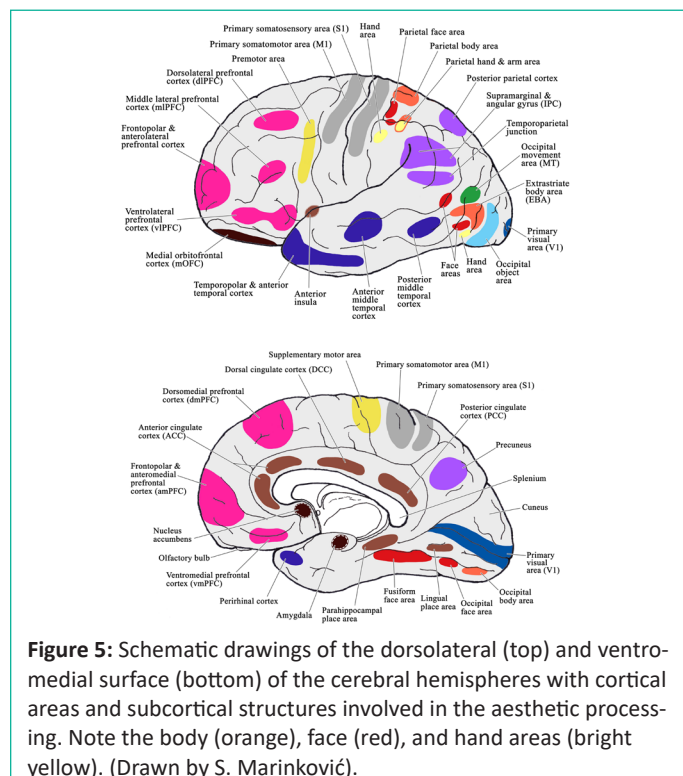 Primary somatosensory area (S1)
Primary somatomotor area (M1)
Premotor area
Dorsolateral prefrontal
cortex (dlPFC)
Middle lateral prefrontal
cortex (mlPFC)
Frontopolar &
anterolateral
prefrontal cortex
Ventrolateral
prefrontal
cortex (vlPFC)
Medial orbitofrontal
cortex (mOFC)
Temporopolar & anterior
temporal cortex
Anterior
insula
Anterior
middle
temporal
cortex
Posterior
middle
temporal
cortex
Face
areas
Hand
area
Occipital
object
area
Primary
visual
area (V1)
Hand
area
Parietal face area
Parietal body area
Parietal hand & arm area
Posterior parietal cortex
Supramarginal &
angular gyrus (IPC)
Temporoparietal
junction
Occipital
movement area
(MT)
Extrastriate
body area
(EBA)
Supplementary motor area
Dorsal cingulate cortex (DCC)
Dorsomedial prefrontal
cortex (dmPFC)
Anterior cingulate
cortex (ACC)
Frontopolar &
anteromedial
prefrontal
cortex (amPFC)
Nucleus
accumbens
Olfactory bulb
Ventromedial prefrontal
cortex (vmPFC)
Perirhinal cortex
Amygdala
Parahippocampal
place area
Fusiform
face area
Lingual
place area
Occipital
face area
Occipital
body area
Primary
visual
area (V1)
Cuneus
Splenium
Precuneus
Posterior cingulate
cortex (PCC)
Primary somatosensory area (S1)
Primary somatomotor area (M1)
Figure 5: Schematic drawings of the dorsolateral (top) and ventro-
medial surface (bottom) of the cerebral hemispheres with cortical
areas and subcortical structures involved in the aesthetic process-
ing. Note the body (orange), face (red), and hand areas (bright
yellow). (Drawn by S. Marinković).